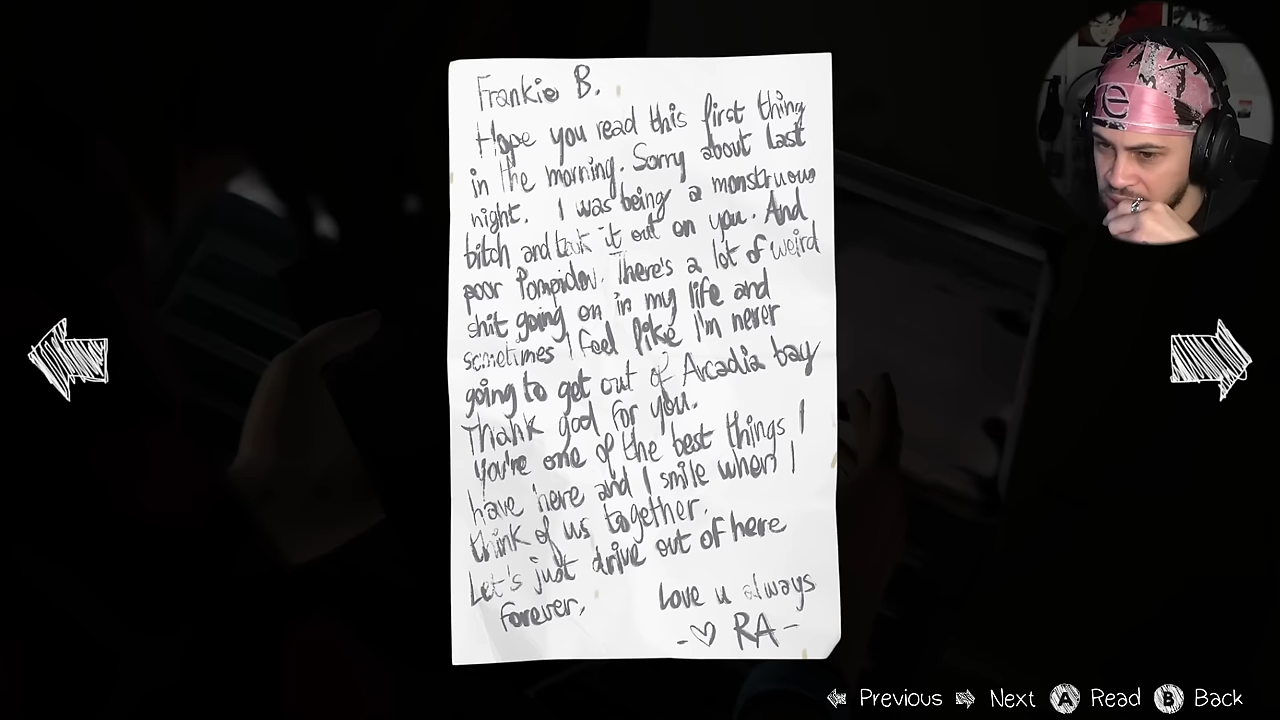 Frankie B.
Hope you read this first thing
in the morning. Sorry about last
night. I was being a monstruous
bitch and took it out on you. And
poor Pompidou. There's a lot of weird
shit going on in my life and
sometimes I feel like I'm never
going to get out of Arcadia bay
Thank god for you.
You're one of the best things I
have here and I smile when I
think of us together.
Let's just drive out of here
forever.
Love u always
-♡ RA-
e
Previous Next A Read B Back